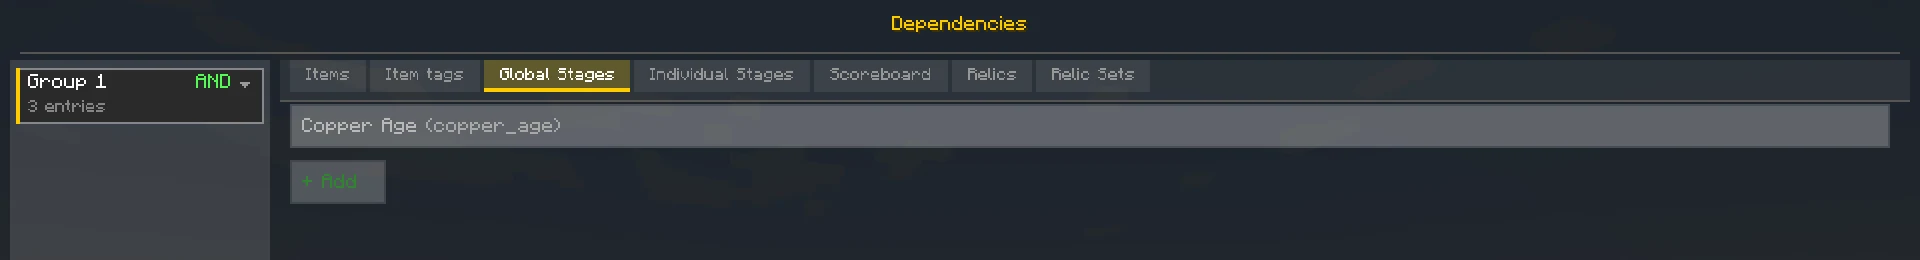 Dependencies
Group 1 AND
3 entries
Items Item tags Global Stages Individual Stages Scoreboard Relics Relic Sets
Copper Age (copper_age)
+ Add